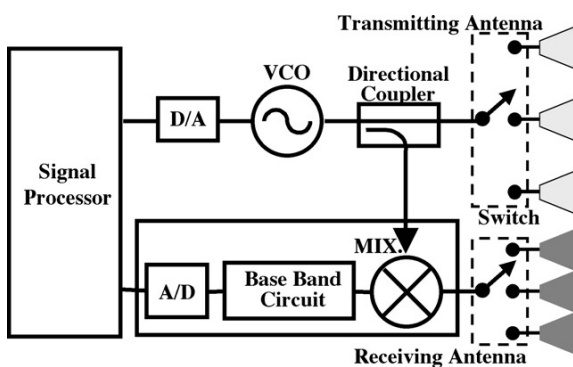 Transmitting Antenna
VCO
Directional
Coupler
D/A
Signal
Processor
Switch
MIX.
A/D
Base Band
Circuit
Receiving Antenna